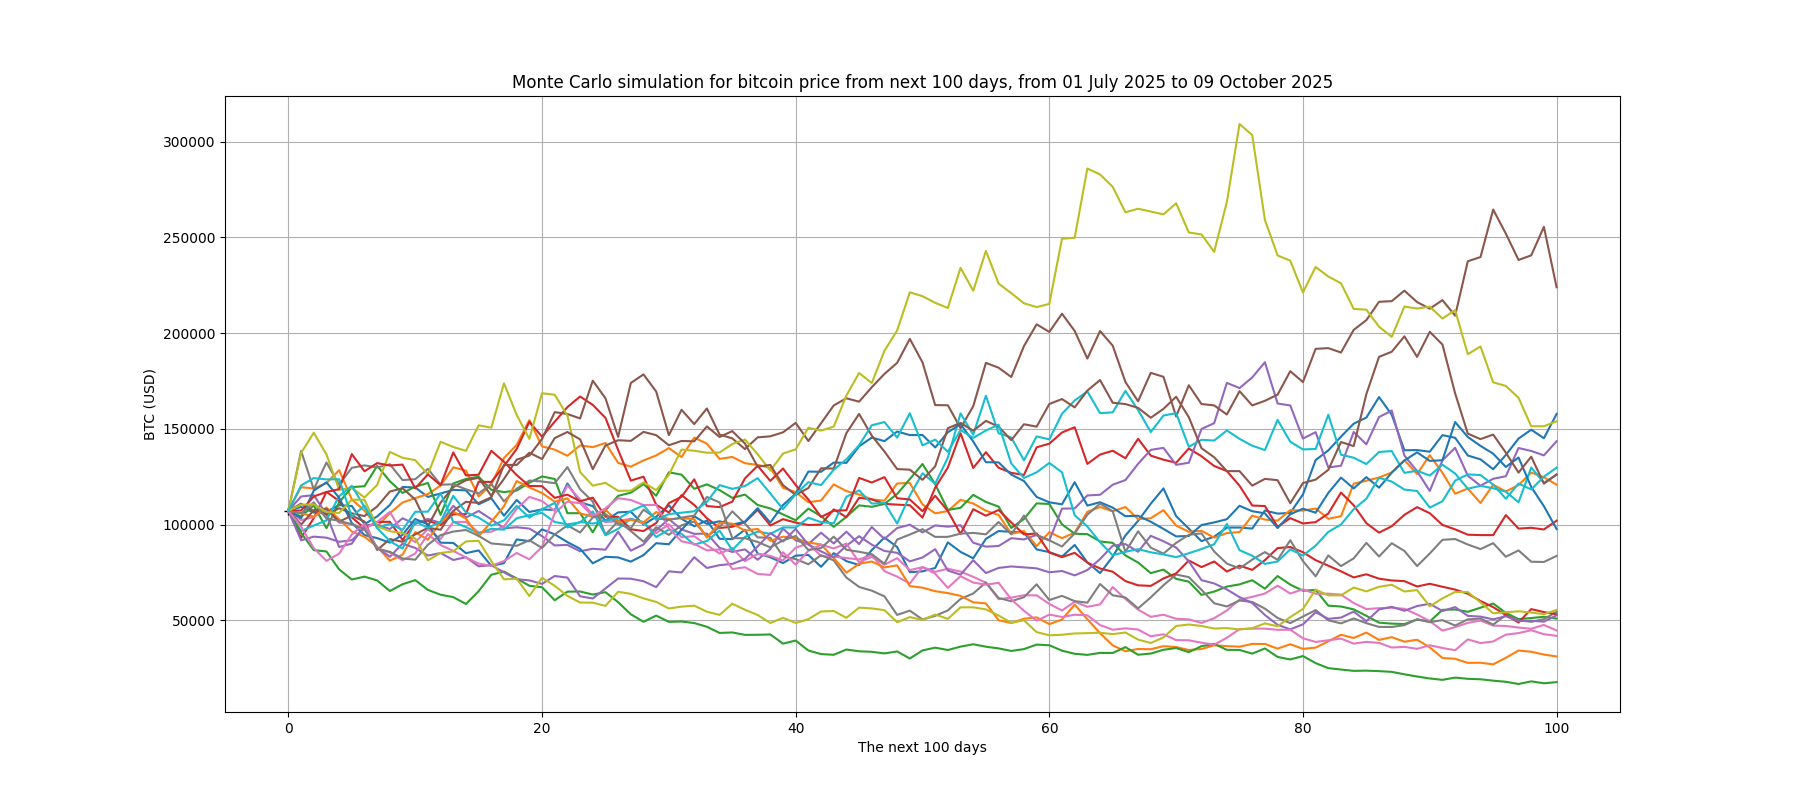 Monte Carlo simulation for bitcoin price from next 100 days, from 01 July 2025 to 09 October 2025
300000
250000
200000
150000
100000
50000
BTC (USD)
0 20 40 60 80 100
The next 100 days